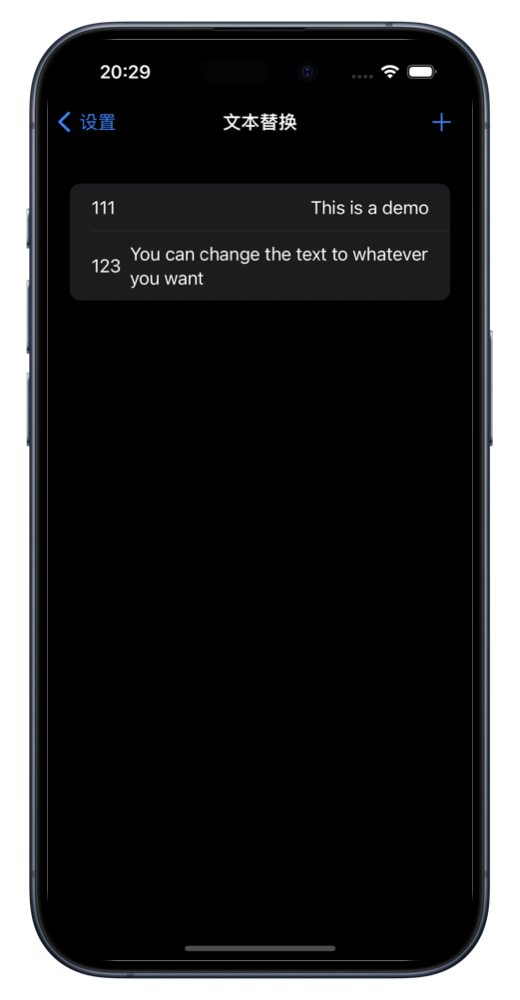 20:29
设置
文本替换
111
This is a demo
123
You can change the text to whatever
you want